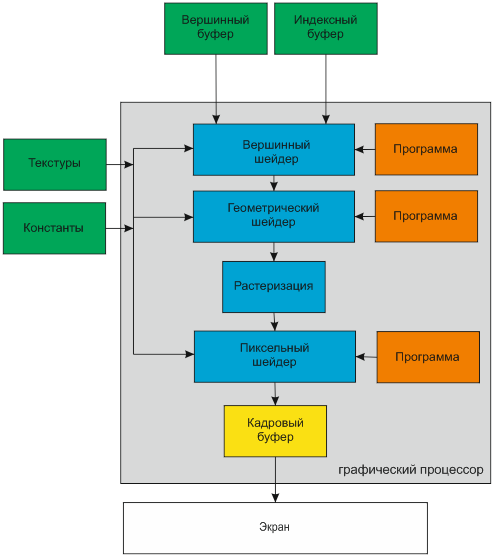 Вершинный
буфер
Индексный
буфер
Текстуры
Вершинный
шейдер
Программа
Константы
Геометрический
шейдер
Программа
Растеризация
Пиксельный
шейдер
Программа
Кадровый
буфер
графический процессор
Экран